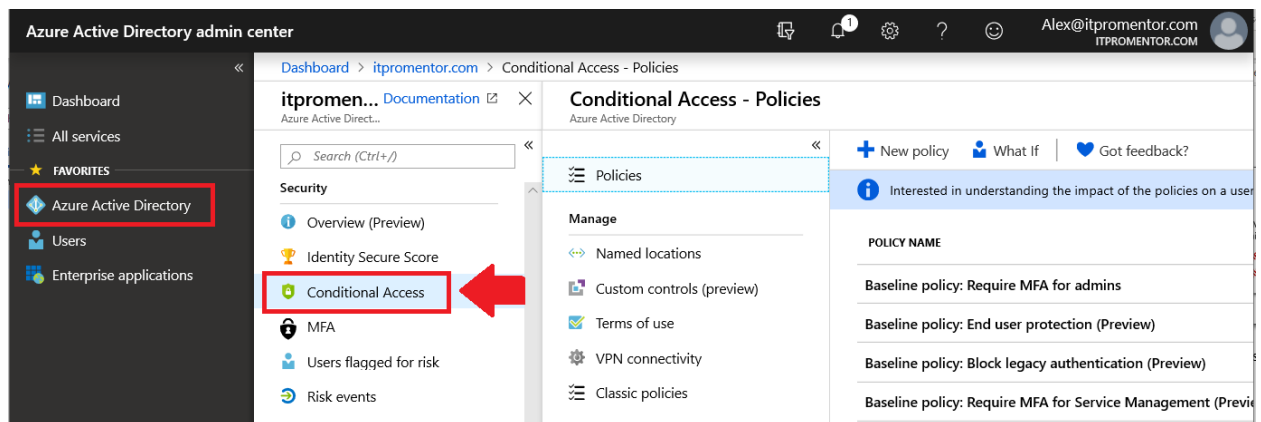 Azure Active Directory admin center
1
Alex@itpromentor.com
ITPROMENTOR.COM
«
Dashboard
All services
FAVORITES
Azure Active Directory
Users
Enterprise applications
Dashboard > itpromentor.com > Conditional Access - Policies
itpromen... Documentation
Azure Active Direct...
Search (Ctrl+/)
«
Security
Overview (Preview)
Identity Secure Score
Conditional Access
MFA
Users flagged for risk
Risk events
Conditional Access - Policies
Azure Active Directory
«
Policies
Manage
Named locations
Custom controls (preview)
Terms of use
VPN connectivity
Classic policies
New policy What If Got feedback?
Interested in understanding the impact of the policies on a user
POLICY NAME
Baseline policy: Require MFA for admins
Baseline policy: End user protection (Preview)
Baseline policy: Block legacy authentication (Preview)
Baseline policy: Require MFA for Service Management (Previe